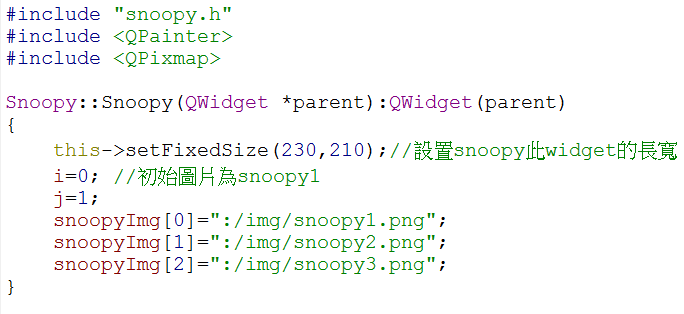 #include "snoopy.h"
#include <QPainter>
#include <QPixmap>
Snoopy::Snoopy(QWidget *parent):QWidget(parent)
{
this->setFixedSize(230,210);//設置snoopy此widget的長寬
i=0; //初始圖片為snoopy1
j=1;
snoopyImg[0]=":/img/snoopy1.png";
snoopyImg[1]=":/img/snoopy2.png";
snoopyImg[2]=":/img/snoopy3.png";
}